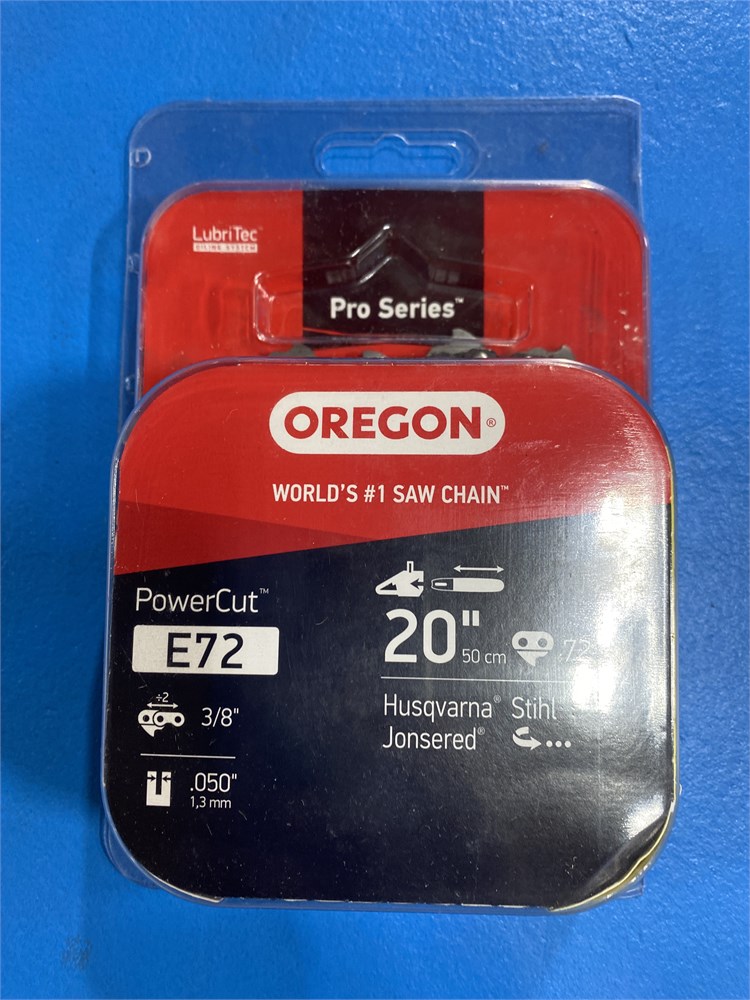 LubriTec™
OILING SYSTEM
Pro Series™
OREGON®
WORLD'S #1 SAW CHAIN™
PowerCut™
E72
÷2
3/8"
.050"
1,3 mm
20"
50 cm
72
Husqvarna® Stihl
Jonsered®